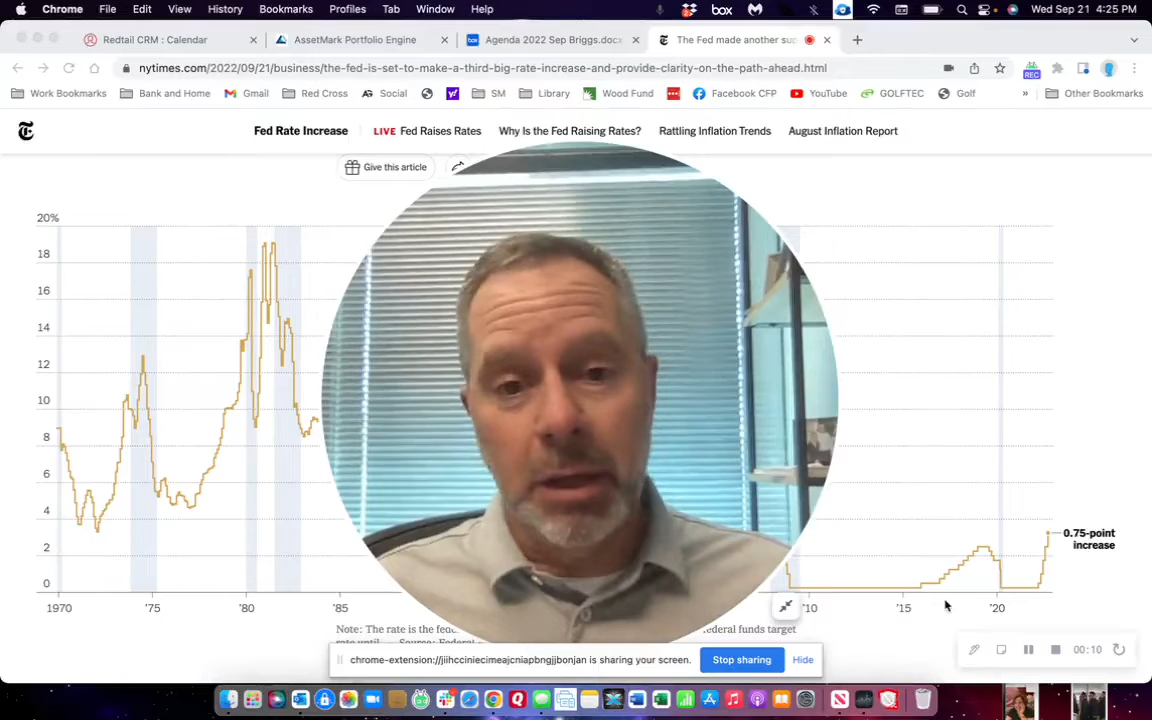 Chrome File Edit View History Bookmarks Profiles Tab Window Help box Wed Sep 21 4:25 PM
Redtail CRM : Calendar AssetMark Portfolio Engine Agenda 2022 Sep Briggs.docx The Fed made another sup
nytimes.com/2022/09/21/business/the-fed-is-set-to-make-a-third-big-rate-increase-and-provide-clarity-on-the-path-ahead.html REC
Work Bookmarks Bank and Home Gmail Red Cross Social SM Library Wood Fund Facebook CFP YouTube GOLFTEC Golf » Other Bookmarks
Fed Rate Increase LIVE Fed Raises Rates Why Is the Fed Raising Rates? Rattling Inflation Trends August Inflation Report
Give this article
20%
18
16
14
12
10
8
6
4
2
0
0.75-point
increase
1970 '75 '80 '85 '10 '15 '20
Note: The rate is the fede ederal funds target
rate until
chrome-extension://jiihcciniecimeajcniapbngjjbonjan is sharing your screen. Stop sharing Hide
00:10